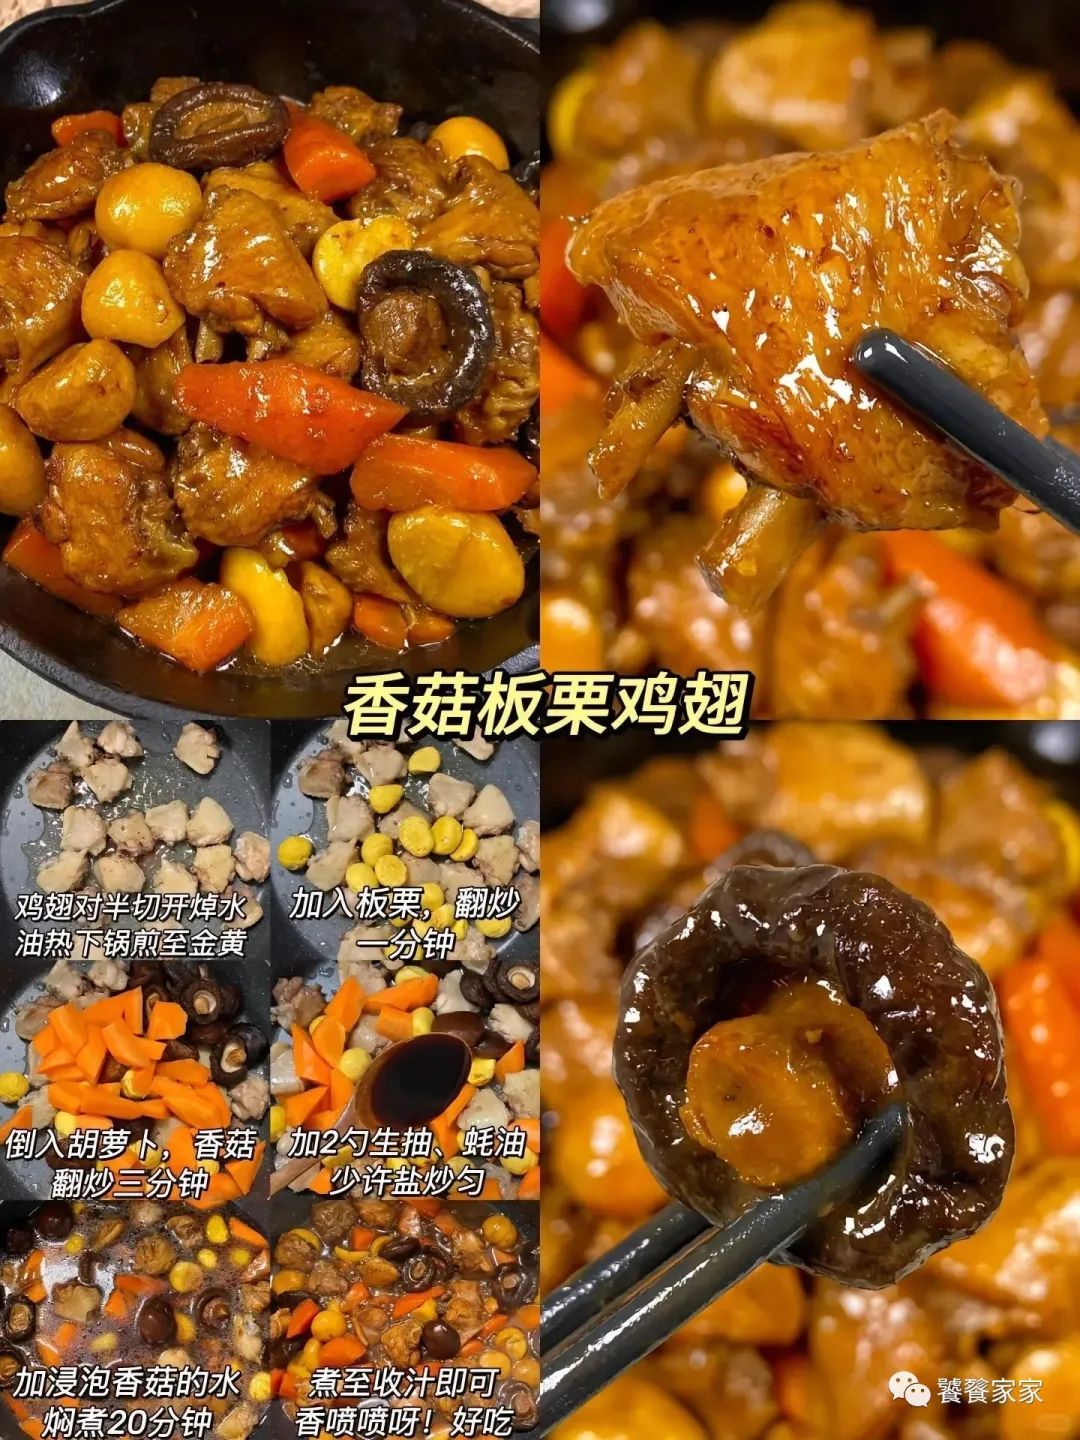 香菇板栗鸡翅
鸡翅对半切开焯水
油热下锅煎至金黄
加入板栗，翻炒
一分钟
倒入胡萝卜，香菇
翻炒三分钟
加2勺生抽、蚝油
少许盐炒匀
加浸泡香菇的水
焖煮20分钟
煮至收汁即可
香喷喷呀！好吃
饕餮家家